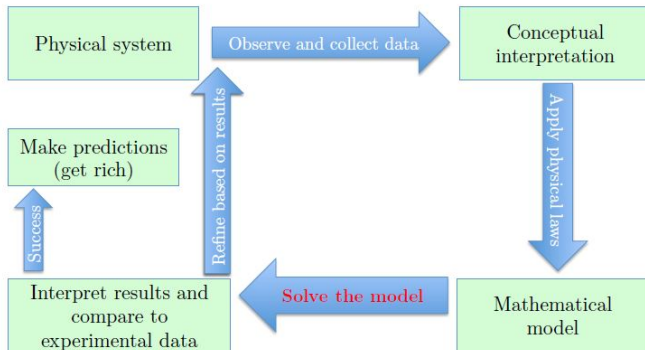 Physical system
Observe and collect data
Conceptual
interpretation
Apply physical laws
Make predictions
(get rich)
Refine based on results
Success
Interpret results and
compare to
experimental data
Solve the model
Mathematical
model